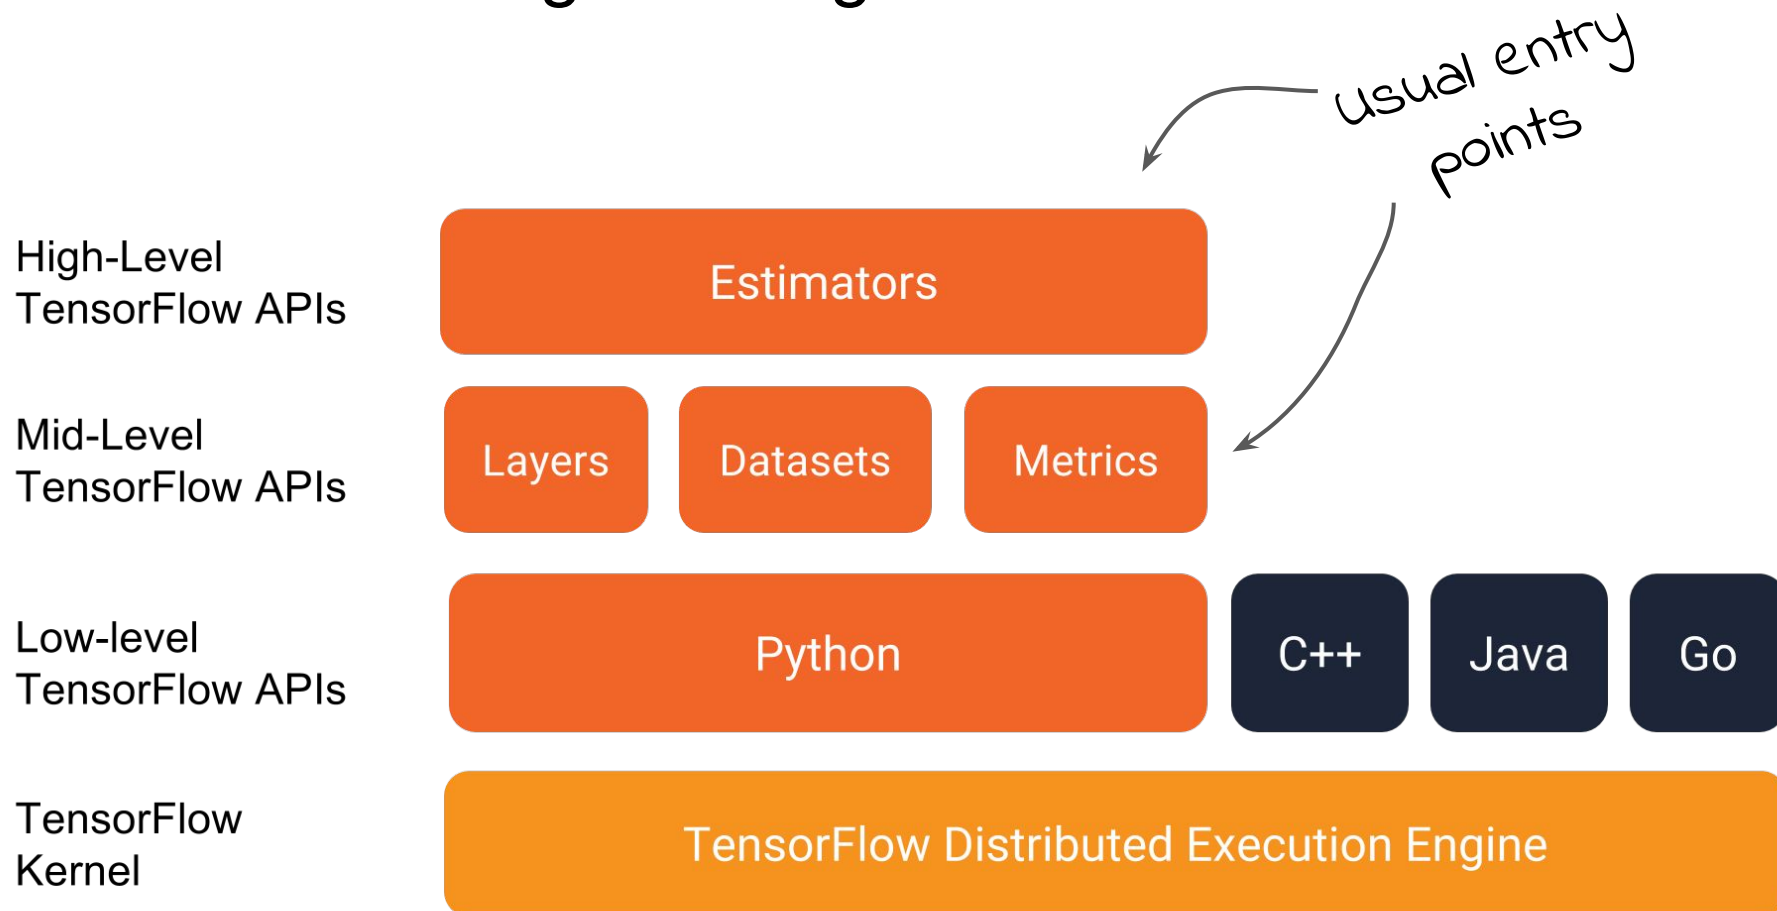 usual entry
points
High-Level
TensorFlow APIs
Estimators
Mid-Level
TensorFlow APIs
Layers
Datasets
Metrics
Low-level
TensorFlow APIs
Python
C++
Java
Go
TensorFlow
Kernel
TensorFlow Distributed Execution Engine